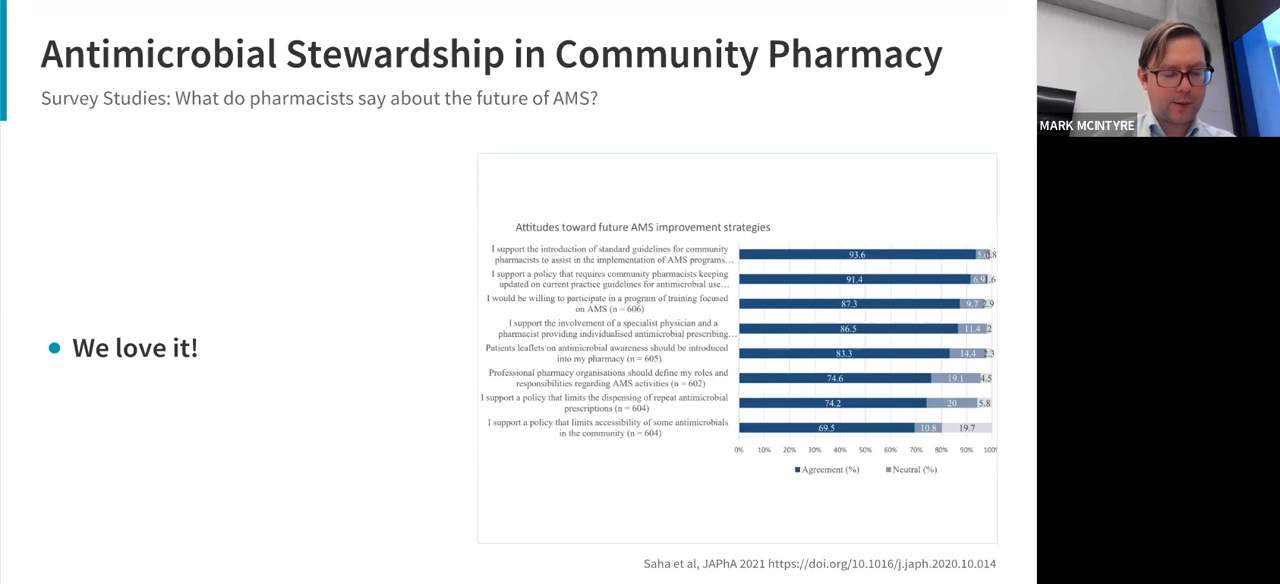 Antimicrobial Stewardship in Community Pharmacy
Survey Studies: What do pharmacists say about the future of AMS?
MARK MCINTYRE
We love it!
Attitudes toward future AMS improvement strategies
I support the introduction of standard guidelines for community
pharmacists to assist in the implementation of AMS programs…
93.6
I support a policy that requires community pharmacists keeping
updated on current practice guidelines for antimicrobial use…
91.4 6.9
I would be willing to participate in a program of training focused
on AMS (n = 606)
87.3 9.7 2.9
I support the involvement of a specialist physician and a
pharmacist providing individualised antimicrobial prescribing…
86.5 11.4 2
Patients leaflets on antimicrobial awareness should be introduced
into my pharmacy (n = 605)
83.3 14.4 2.3
Professional pharmacy organisations should define my roles and
responsibilities regarding AMS activities (n = 602)
74.6 19.1 4.5
I support a policy that limits the dispensing of repeat antimicrobial
prescriptions (n = 604)
74.2 20 5.8
I support a policy that limits accessibility of some antimicrobials
in the community (n = 604)
69.5 10.8 19.7
0% 10% 20% 30% 40% 50% 60% 70% 80% 90% 100%
Agreement (%) Neutral (%)
Saha et al, JAPhA 2021 https://doi.org/10.1016/j.japh.2020.10.014